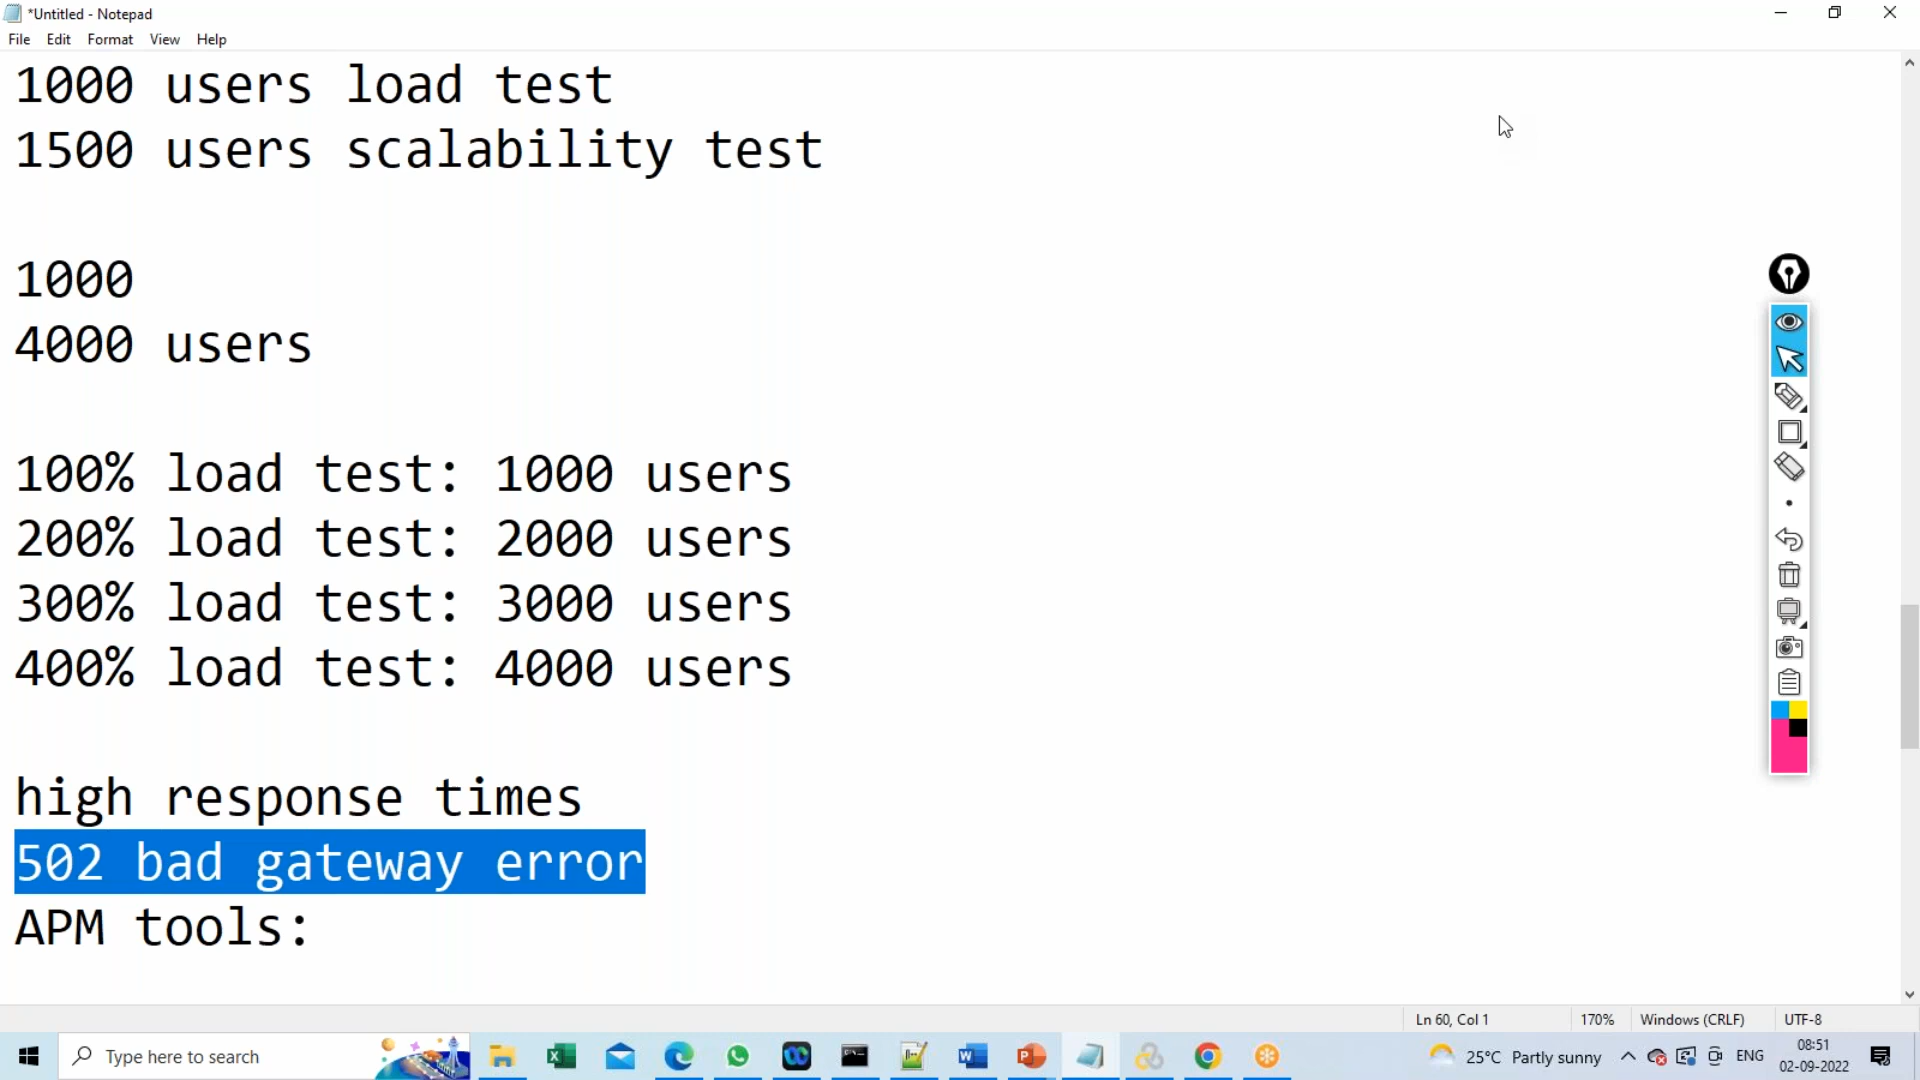 *Untitled - Notepad
File Edit Format View Help
1000 users load test
1500 users scalability test
1000
4000 users
100% load test: 1000 users
200% load test: 2000 users
300% load test: 3000 users
400% load test: 4000 users
high response times
502 bad gateway error
APM tools:
Ln 60, Col 1 170% Windows (CRLF) UTF-8
Type here to search
25°C Partly sunny
ENG
08:51
02-09-2022